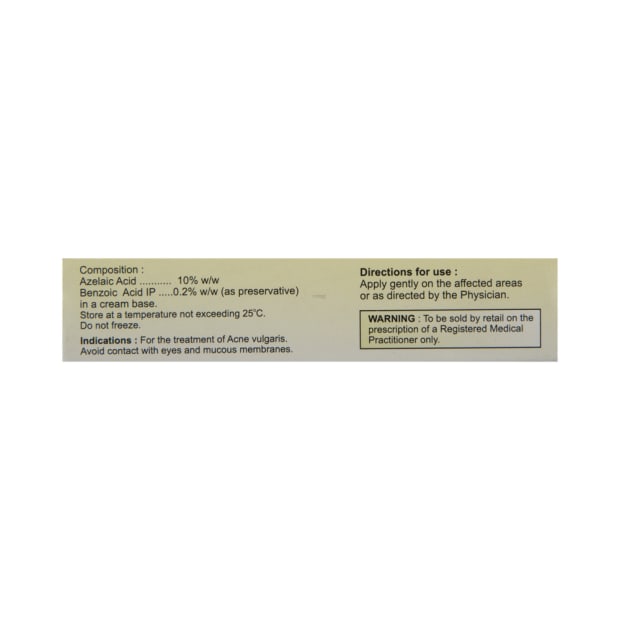 Composition :
Azelaic Acid ........... 10% w/w
Benzoic Acid IP .....0.2% w/w (as preservative)
in a cream base.
Store at a temperature not exceeding 25°C.
Do not freeze.
Indications : For the treatment of Acne vulgaris.
Avoid contact with eyes and mucous membranes.
Directions for use :
Apply gently on the affected areas
or as directed by the Physician.
WARNING : To be sold by retail on the
prescription of a Registered Medical
Practitioner only.